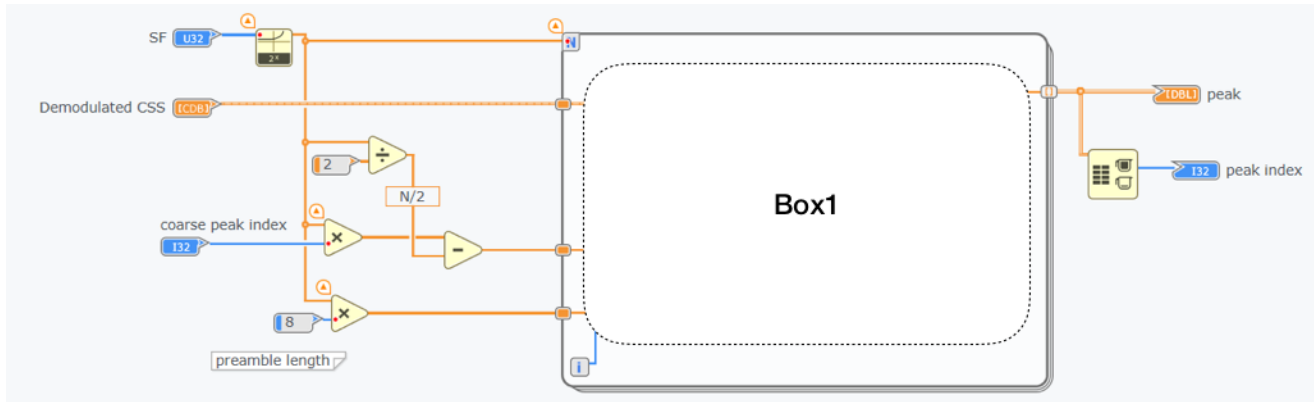 SF
U32
2ˣ
N
Demodulated CSS
[CDB]
[DBL]
peak
÷
2
N/2
I32
peak index
Box1
coarse peak index
I32
×
−
8
×
preamble length
i